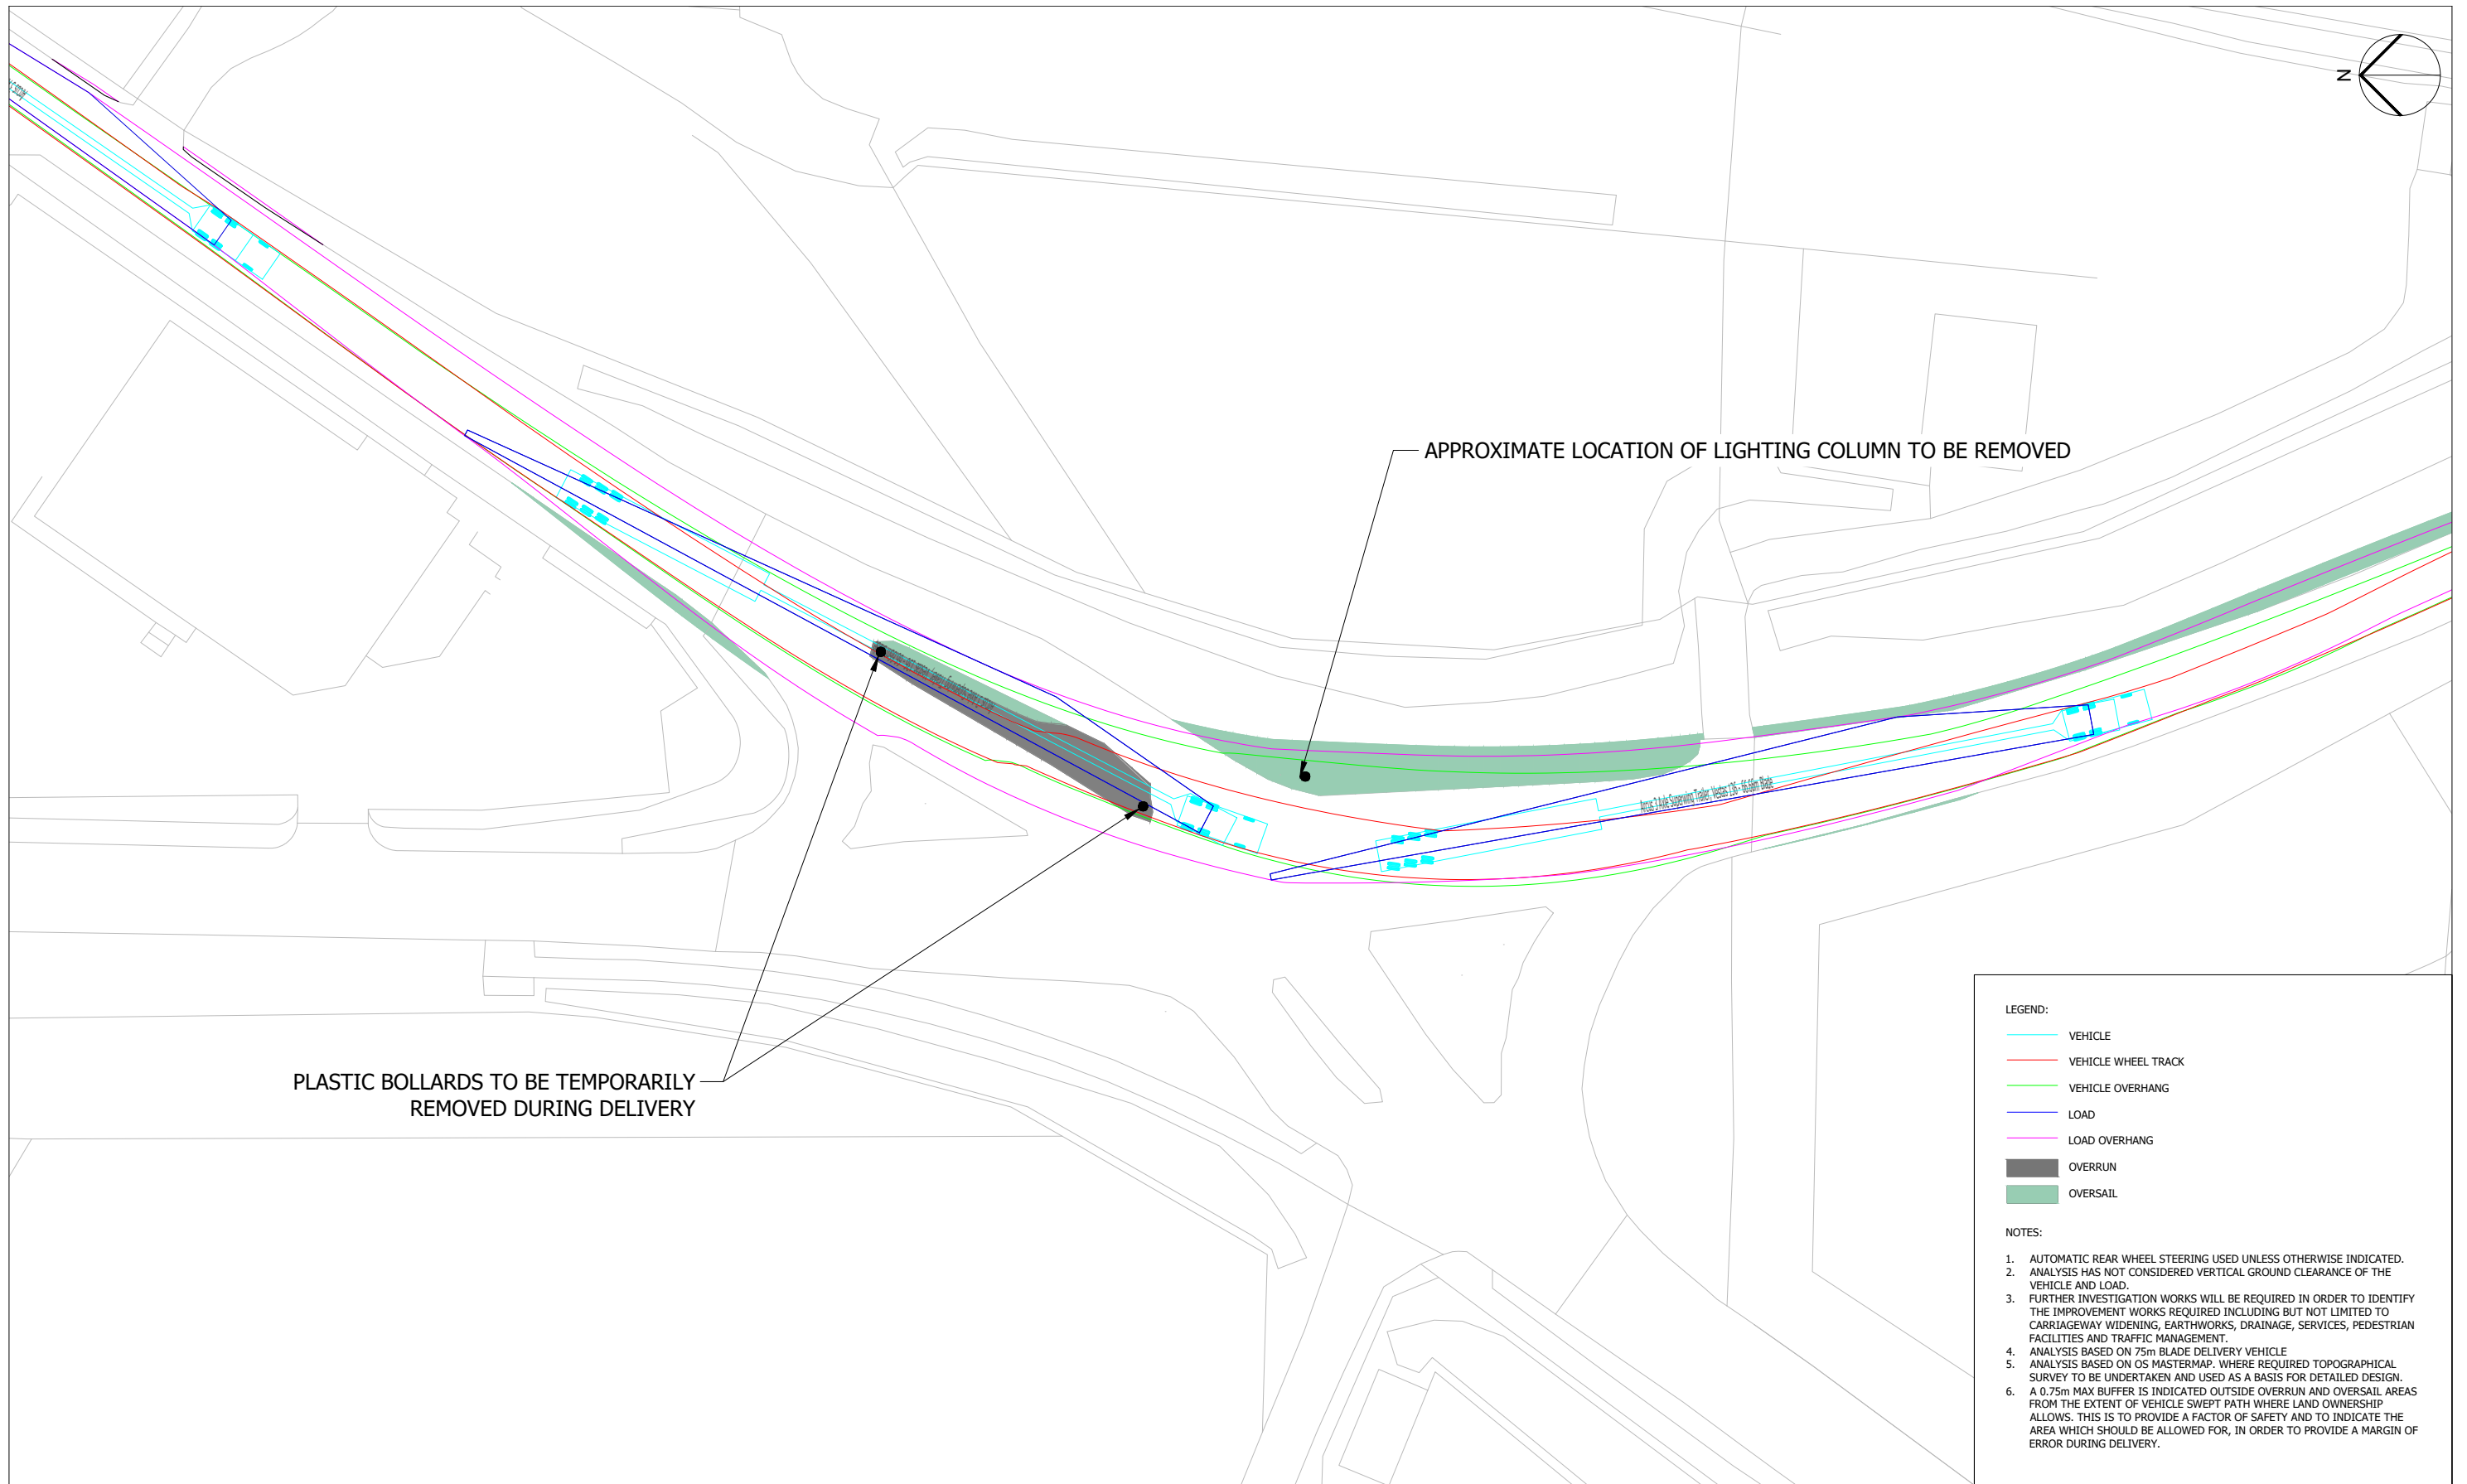 N
APPROXIMATE LOCATION OF LIGHTING COLUMN TO BE REMOVED
PLASTIC BOLLARDS TO BE TEMPORARILY
REMOVED DURING DELIVERY
LEGEND:
VEHICLE
VEHICLE WHEEL TRACK
VEHICLE OVERHANG
LOAD
LOAD OVERHANG
OVERRUN
OVERSAIL
NOTES:
1. AUTOMATIC REAR WHEEL STEERING USED UNLESS OTHERWISE INDICATED.
2. ANALYSIS HAS NOT CONSIDERED VERTICAL GROUND CLEARANCE OF THE
VEHICLE AND LOAD.
3. FURTHER INVESTIGATION WORKS WILL BE REQUIRED IN ORDER TO IDENTIFY
THE IMPROVEMENT WORKS REQUIRED INCLUDING BUT NOT LIMITED TO
CARRIAGEWAY WIDENING, EARTHWORKS, DRAINAGE, SERVICES, PEDESTRIAN
FACILITIES AND TRAFFIC MANAGEMENT.
4. ANALYSIS BASED ON 75m BLADE DELIVERY VEHICLE
5. ANALYSIS BASED ON OS MASTERMAP. WHERE REQUIRED TOPOGRAPHICAL
SURVEY TO BE UNDERTAKEN AND USED AS A BASIS FOR DETAILED DESIGN.
6. A 0.75m MAX BUFFER IS INDICATED OUTSIDE OVERRUN AND OVERSAIL AREAS
FROM THE EXTENT OF VEHICLE SWEPT PATH WHERE LAND OWNERSHIP
ALLOWS. THIS IS TO PROVIDE A FACTOR OF SAFETY AND TO INDICATE THE
AREA WHICH SHOULD BE ALLOWED FOR, IN ORDER TO PROVIDE A MARGIN OF
ERROR DURING DELIVERY.